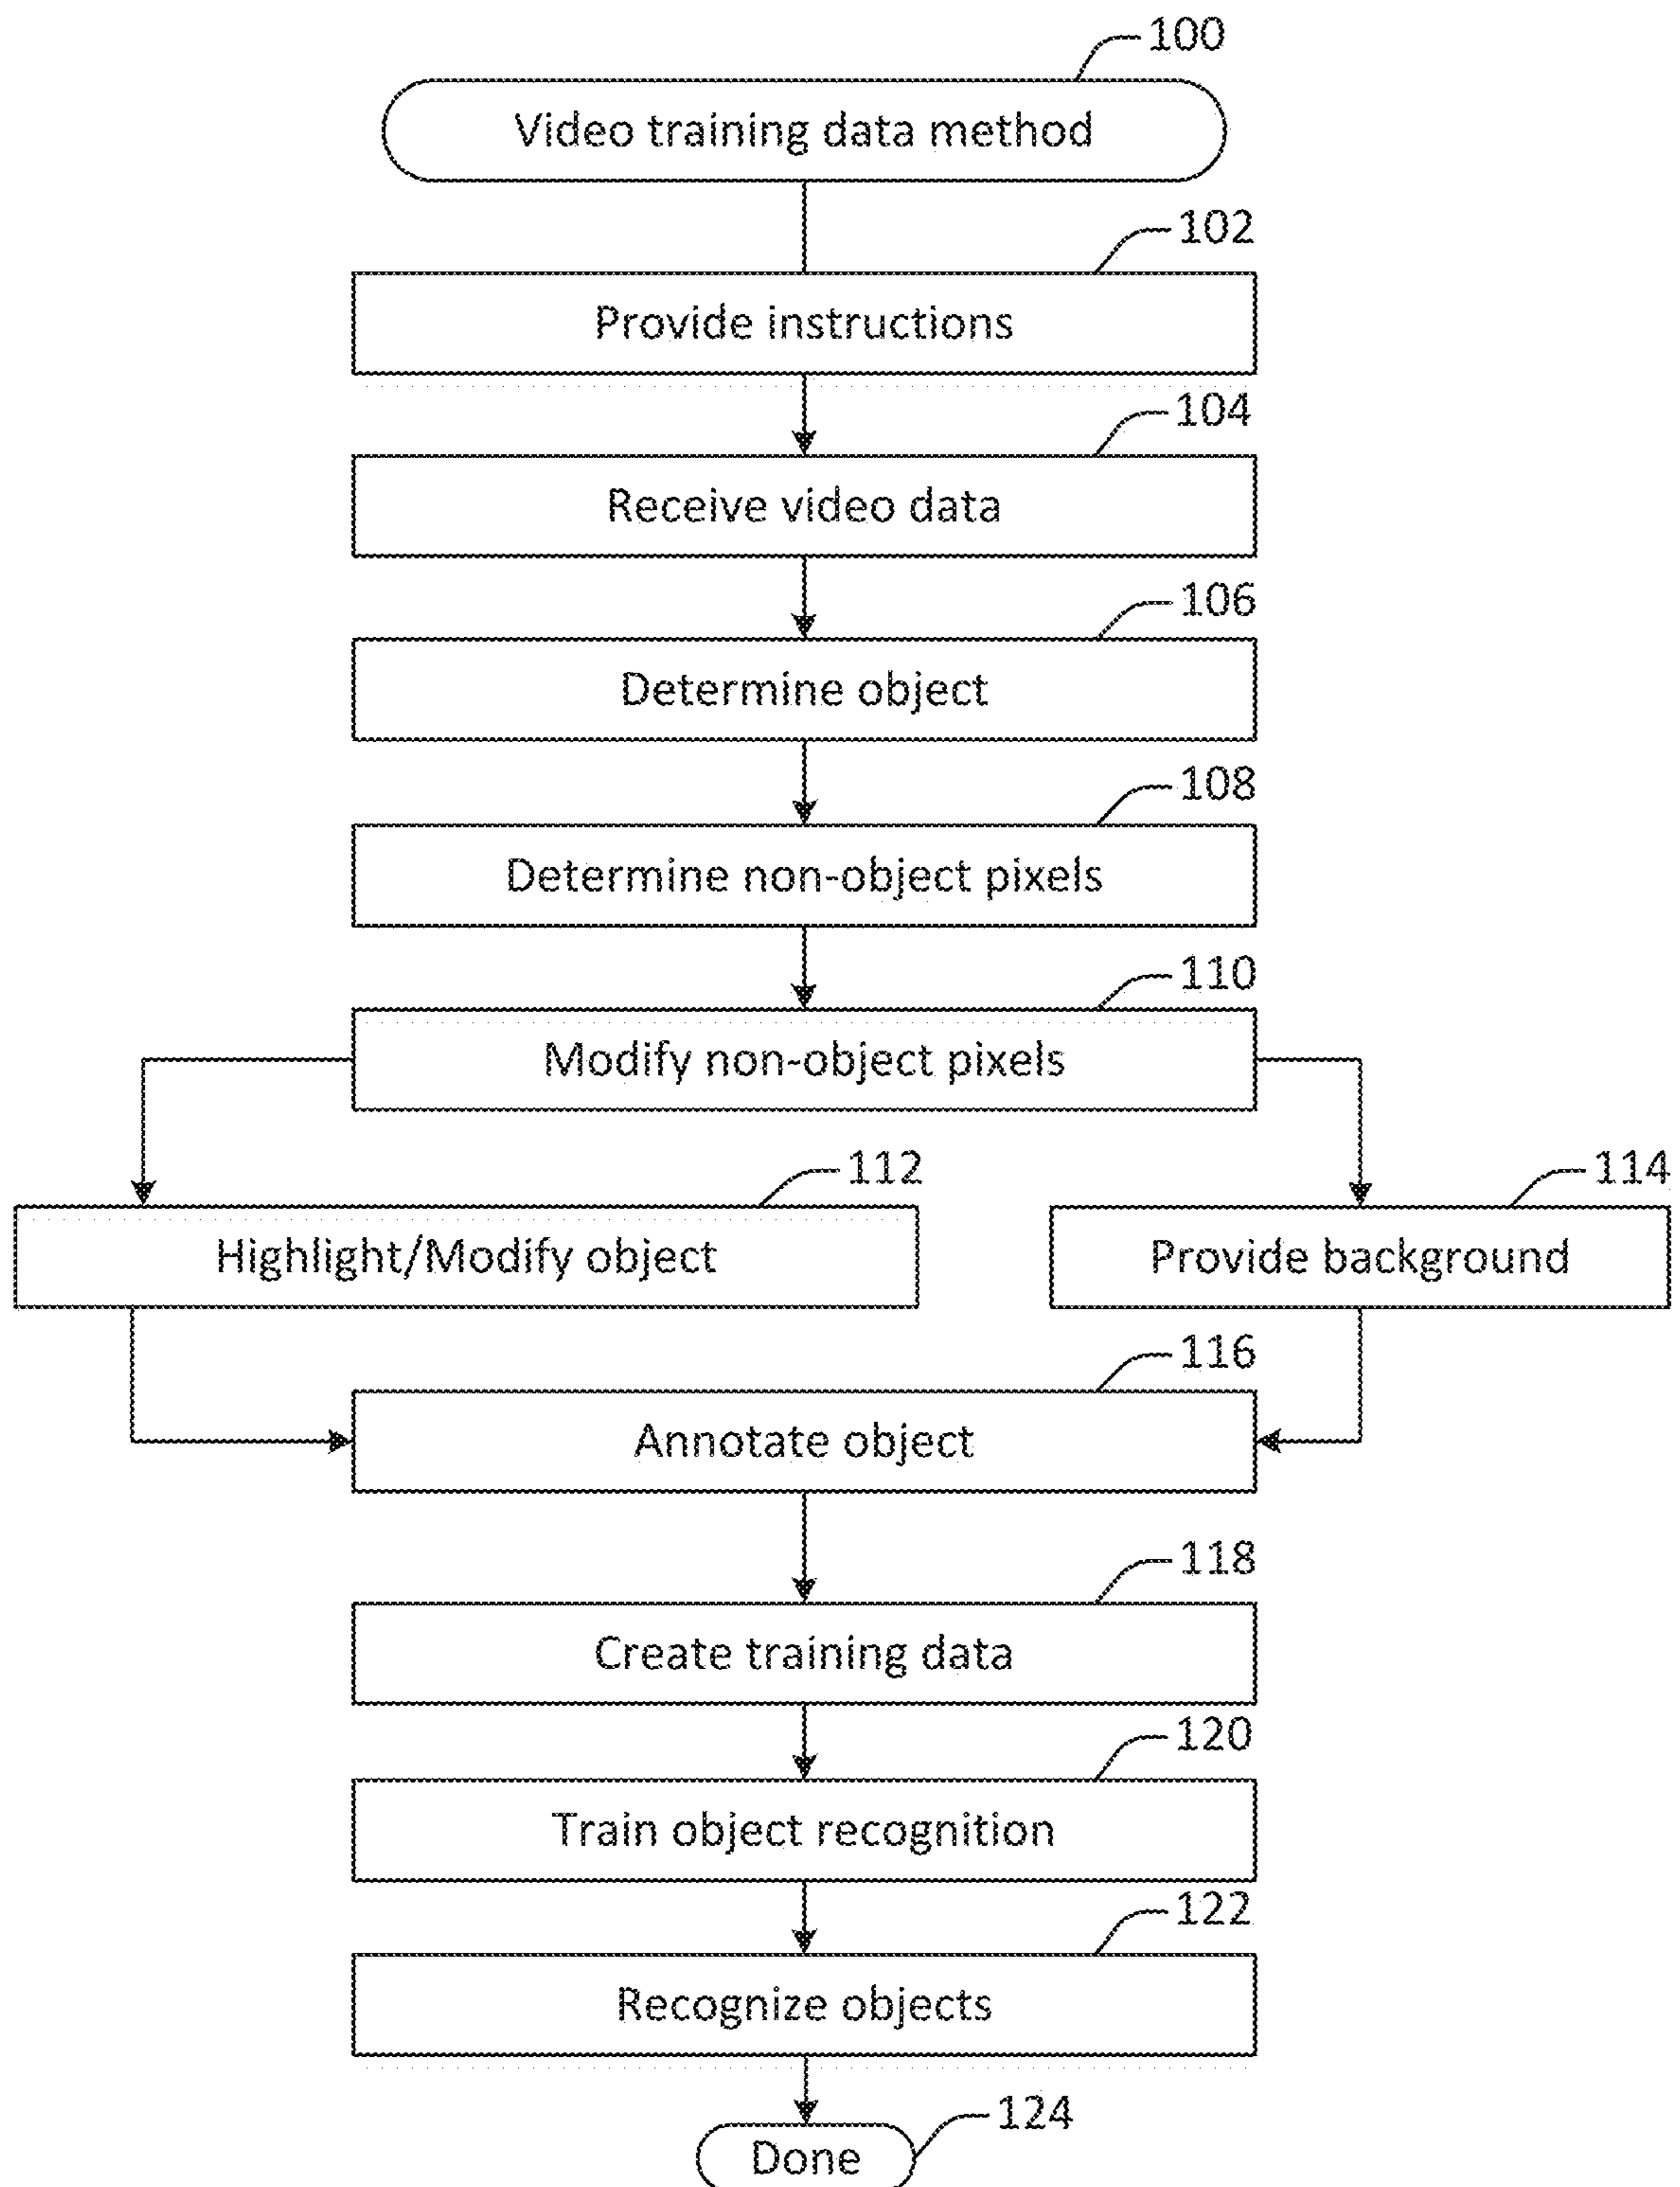 100
Video training data method
102
Provide instructions
104
Receive video data
106
Determine object
108
Determine non-object pixels
110
Modify non-object pixels
112
114
Highlight/Modify object
Provide background
116
Annotate object
118
Create training data
120
Train object recognition
122
Recognize objects
124
Done